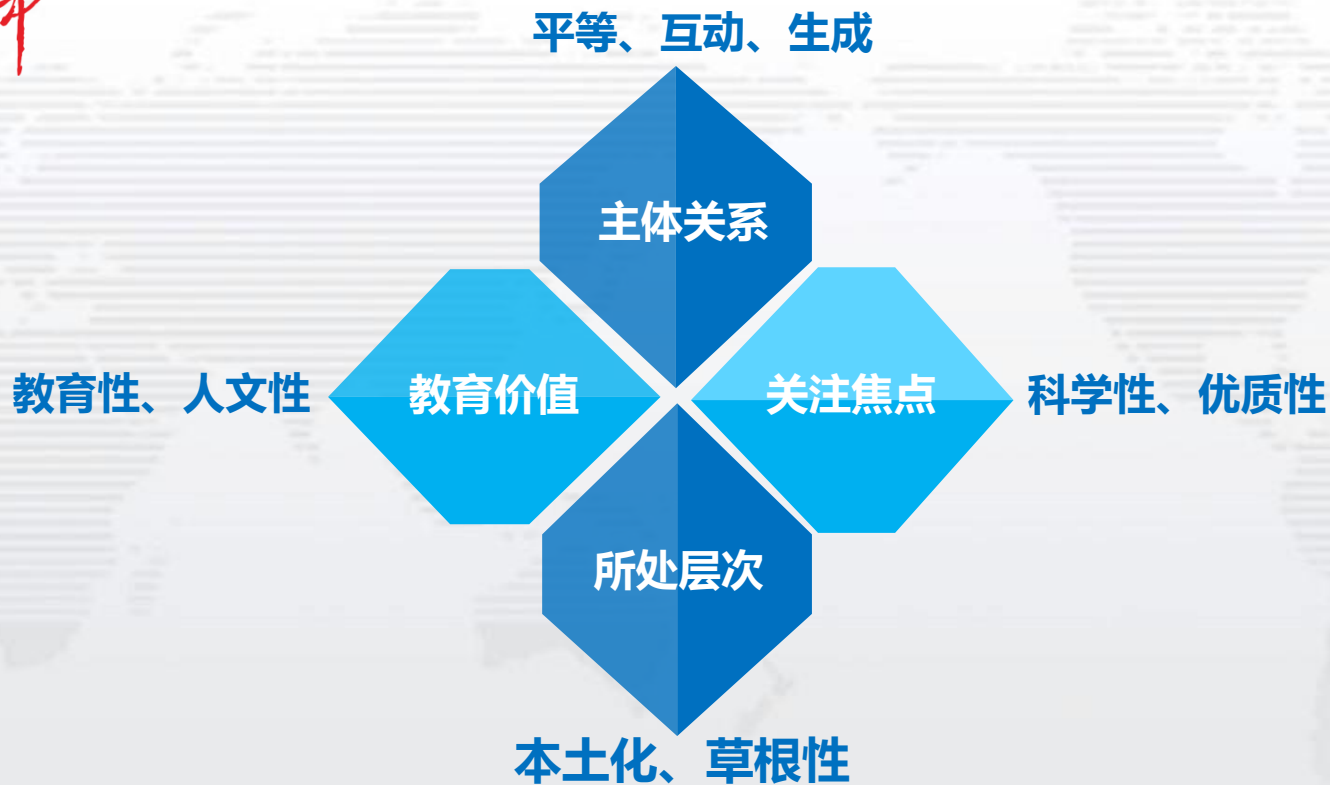 平等、互动、生成
主体关系
教育性、人文性
教育价值
关注焦点
科学性、优质性
所处层次
本土化、草根性